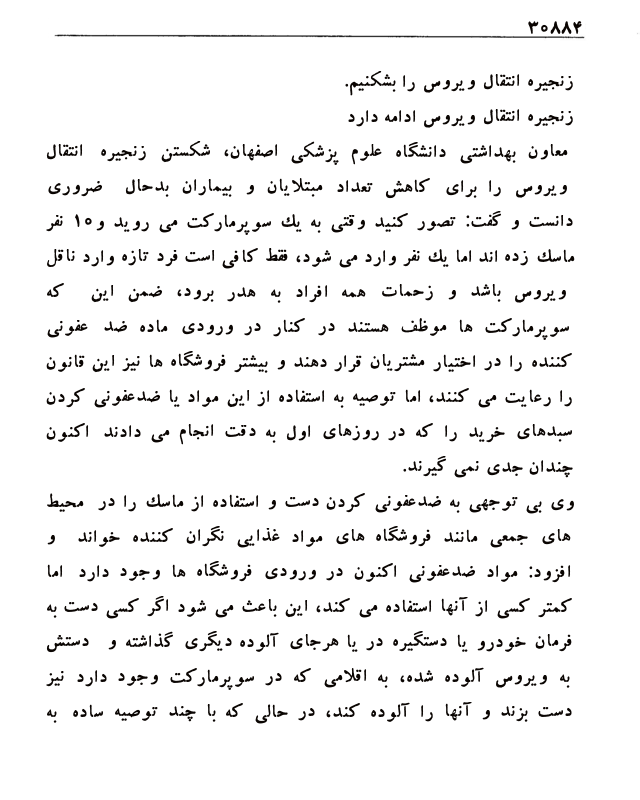 ۳۰۸۸۴
زنجیره انتقال ویروس را بشکنیم.
زنجیره انتقال ویروس ادامه دارد
معاون بهداشتی دانشگاه علوم پزشکی اصفهان، شکستن زنجیره انتقال
ویروس را برای کاهش تعداد مبتلایان و بیماران بدحال ضروری
دانست و گفت: تصور کنید وقتی به یك سوپرمارکت می روید و۱۰ نفر
ماسك زده اند اما یك نفر وارد می شود، فقط کافی است فرد تازه وارد ناقل
ویروس باشد و زحمات همه افراد به هدر برود، ضمن این که
سوپرمارکت ها موظف هستند در کنار در ورودی ماده ضد عفونی
کننده را در اختیار مشتریان قرار دهند و بیشتر فروشگاه ها نیز این قانون
را رعایت می کنند، اما توصیه به استفاده از این مواد یا ضدعفونی کردن
سبدهای خرید را که در روزهای اول به دقت انجام می دادند اکنون
چندان جدی نمی گیرند.
وی بی توجهی به ضدعفونی کردن دست و استفاده از ماسك را در محیط
های جمعی مانند فروشگاه های مواد غذایی نگران کننده خواند و
افزود: مواد ضدعفونی اکنون در ورودی فروشگاه ها وجود دارد اما
کمتر کسی از آنها استفاده می کند، این باعث می شود اگر کسی دست به
فرمان خودرو یا دستگیره در یا هرجای آلوده دیگری گذاشته و دستش
به ویروس آلوده شده، به اقلامی که در سوپرمارکت وجود دارد نیز
دست بزند و آنها را آلوده کند، در حالی که با چند توصیه ساده به